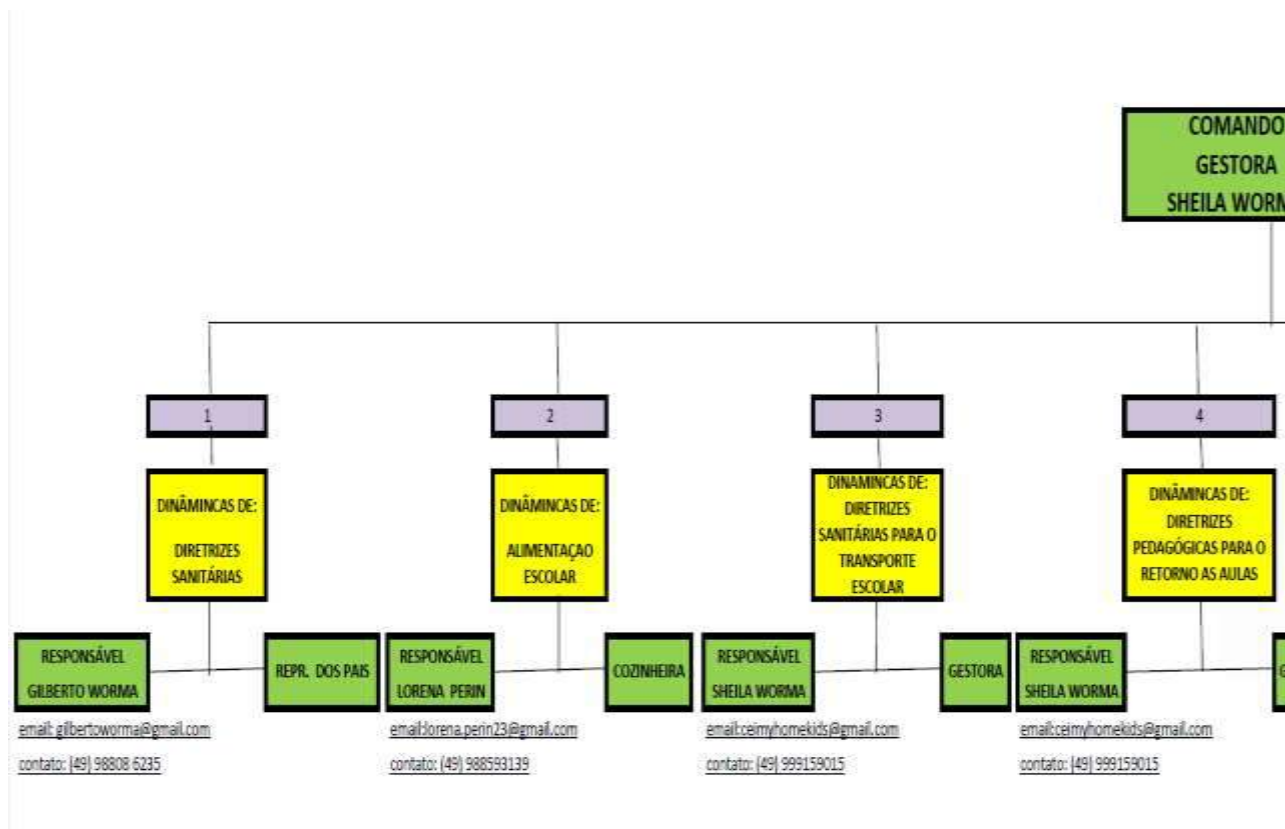 COMANDO
GESTORA
SHEILA WORM
1
2
3
4
DINÂMINCAS DE:
DIRETRIZES
SANITÁRIAS
DINÂMINCAS DE:
ALIMENTAÇAO
ESCOLAR
DINAMINCAS DE:
DIRETRIZES
SANITÁRIAS PARA O
TRANSPORTE
ESCOLAR
DINÂMINCAS DE:
DIRETRIZES
PEDAGÓGICAS PARA O
RETORNO AS AULAS
RESPONSÁVEL
GILBERTO WORMA
REPR. DOS PAIS
RESPONSÁVEL
LORENA PERIN
COZINHEIRA
RESPONSÁVEL
SHEILA WORMA
GESTORA
RESPONSÁVEL
SHEILA WORMA
G
email: gilbertoworma@gmail.com
contato: (49) 98808 6235
email:lorena.perin23@gmail.com
contato: (49) 988593139
email:ceimyhomekids@gmail.com
contato: (49) 999159015
email:ceimyhomekids@gmail.com
contato: (49) 999159015